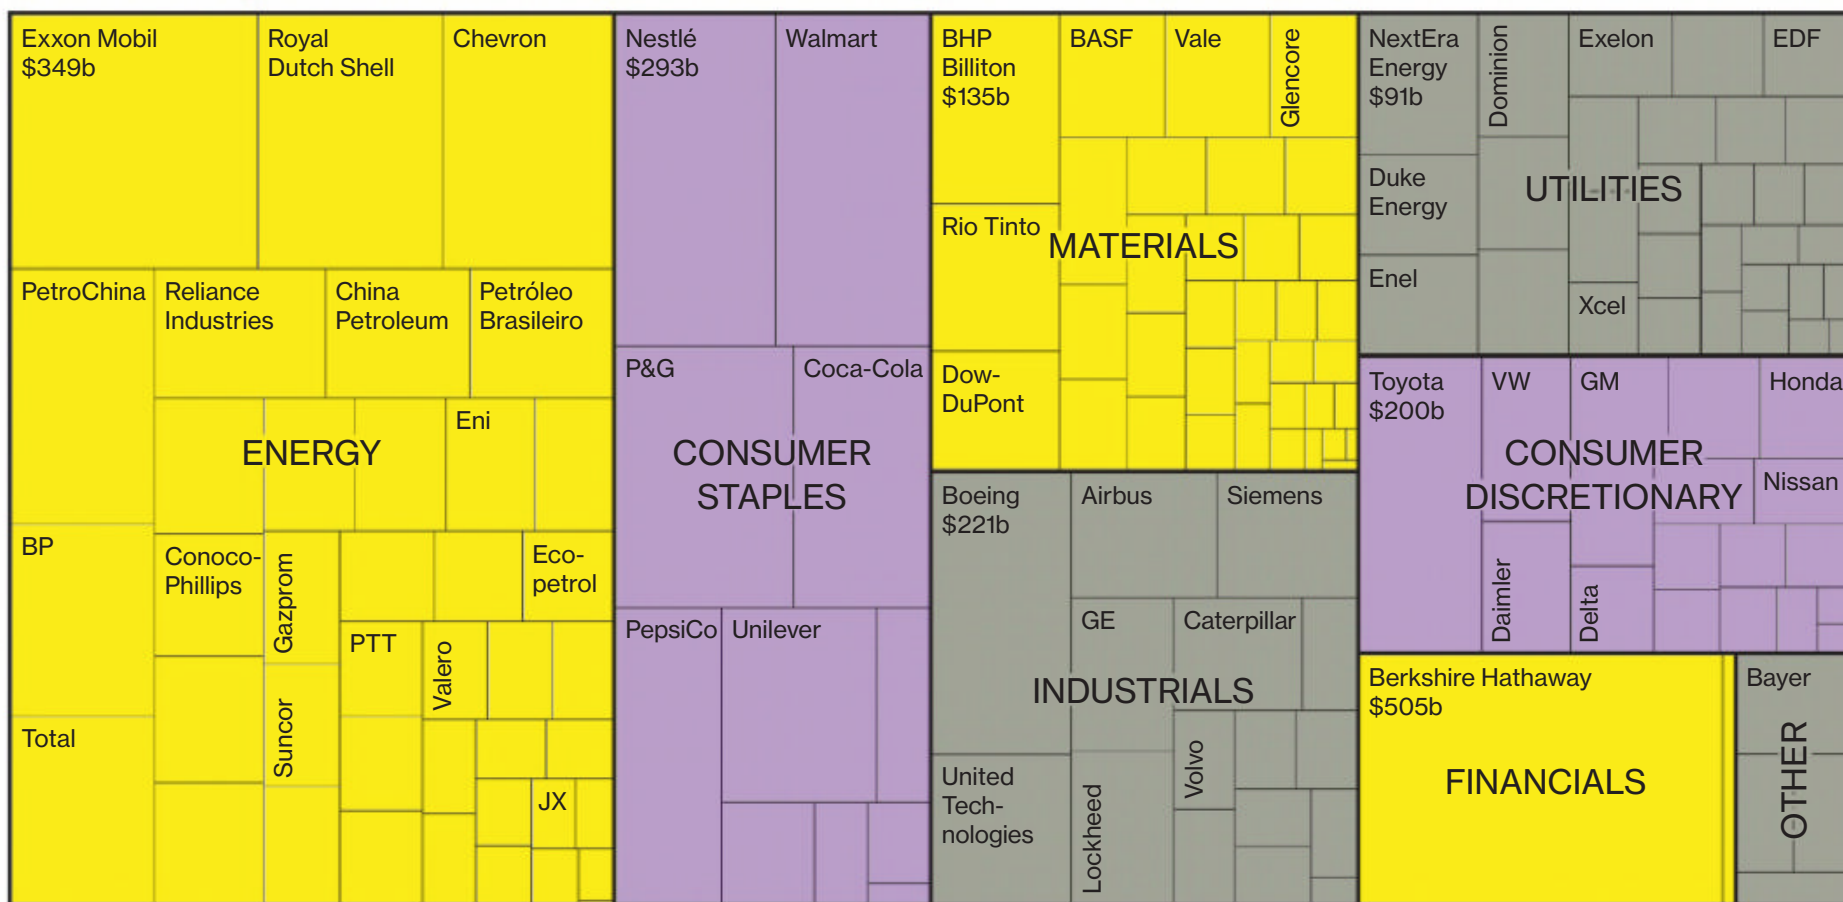 Exxon Mobil
$349b
Royal
Dutch Shell
Chevron
PetroChina
Reliance
Industries
China
Petroleum
Petróleo
Brasileiro
ENERGY
Eni
BP
Conoco-
Phillips
Gazprom
Eco-
petrol
PTT
Valero
Total
Suncor
JX
Nestlé
$293b
Walmart
P&G
Coca-Cola
CONSUMER
STAPLES
PepsiCo
Unilever
BHP
Billiton
$135b
BASF
Vale
Glencore
Rio Tinto
MATERIALS
Dow-
DuPont
Boeing
$221b
Airbus
Siemens
GE
Caterpillar
INDUSTRIALS
United
Tech-
nologies
Lockheed
Volvo
NextEra
Energy
$91b
Dominion
Exelon
EDF
Duke
Energy
UTILITIES
Enel
Xcel
Toyota
$200b
VW
GM
Honda
CONSUMER
DISCRETIONARY
Nissan
Daimler
Delta
Berkshire Hathaway
$505b
FINANCIALS
Bayer
OTHER